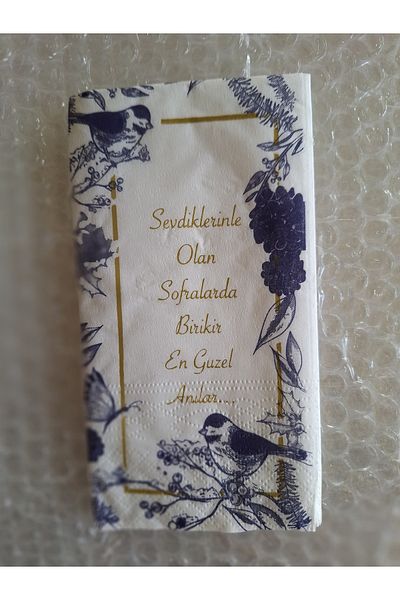 Sevdiklerinle
Olan
Sofralarda
Birikir
En Guzel
Anılar...